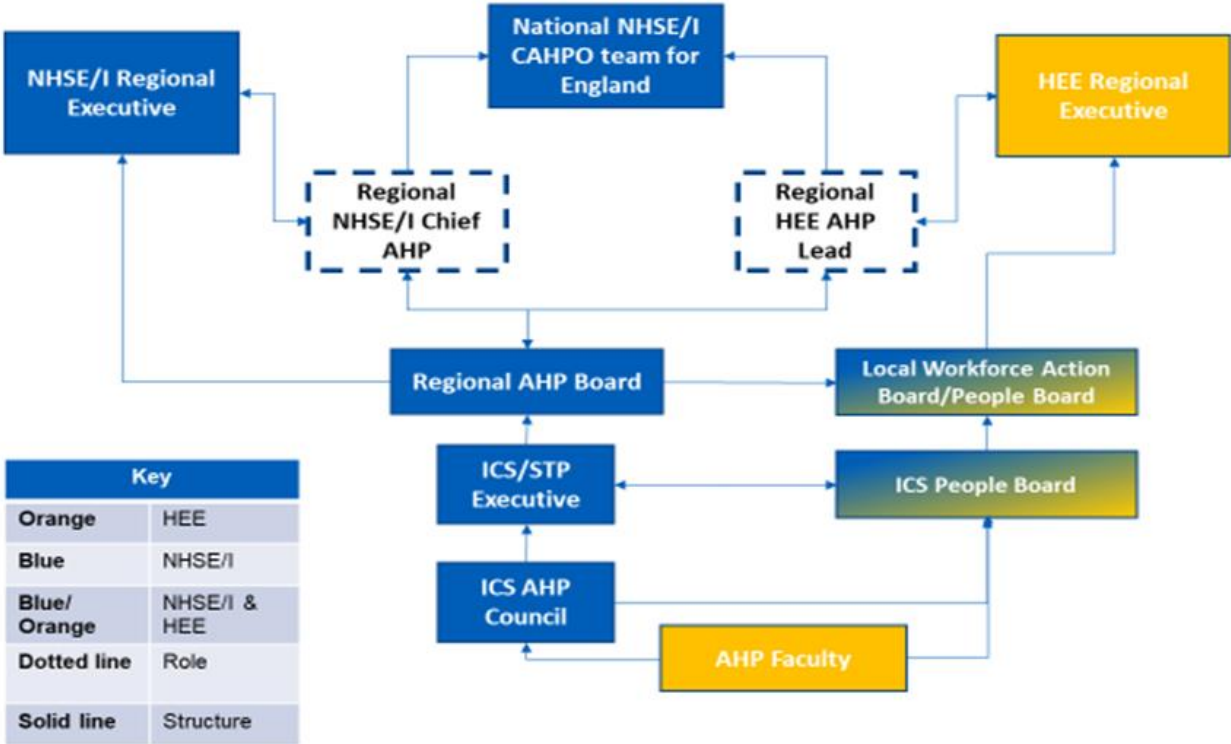 National NHSE/I
CAHPO team for
England
NHSE/I Regional
Executive
HEE Regional
Executive
Regional
NHSE/I Chief
AHP
Regional
HEE AHP
Lead
Regional AHP Board
Local Workforce Action
Board/People Board
ICS/STP
Executive
ICS People Board
ICS AHP
Council
AHP Faculty
Key
Orange HEE
Blue NHSE/I
Blue/ NHSE/I &
Orange HEE
Dotted line Role
Solid line Structure